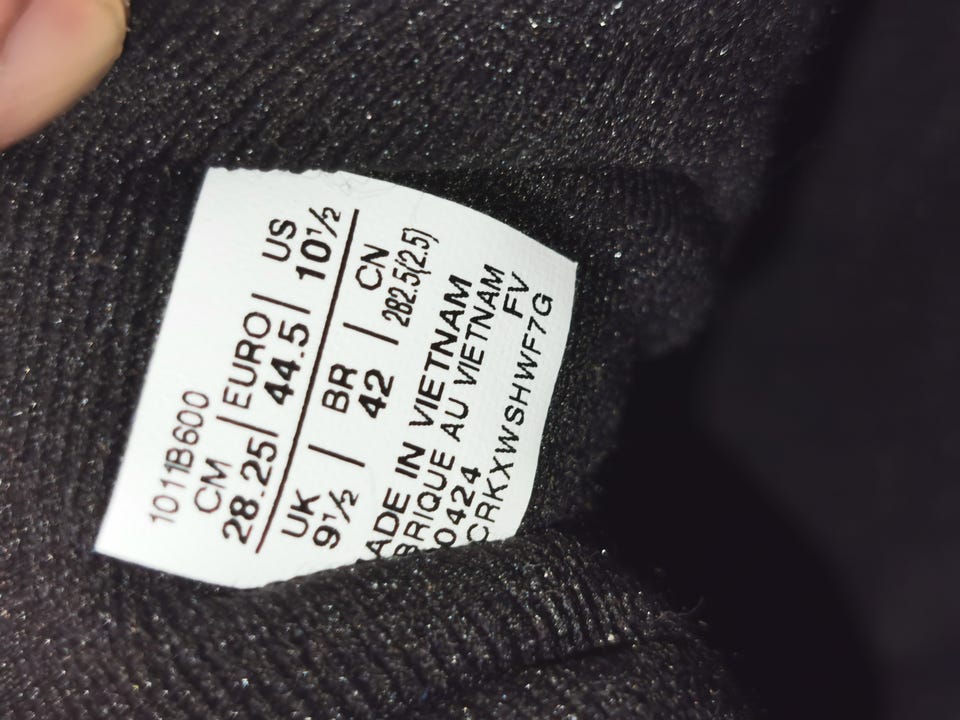 1011B600
CM | EURO | US
28.25 | 44.5 | 10½
UK | BR | CN
9½ | 42 | 282.5(2.5)
ADE IN VIETNAM
BRIQUE AU VIETNAM
0424 FV
CRKXWSHWF7G